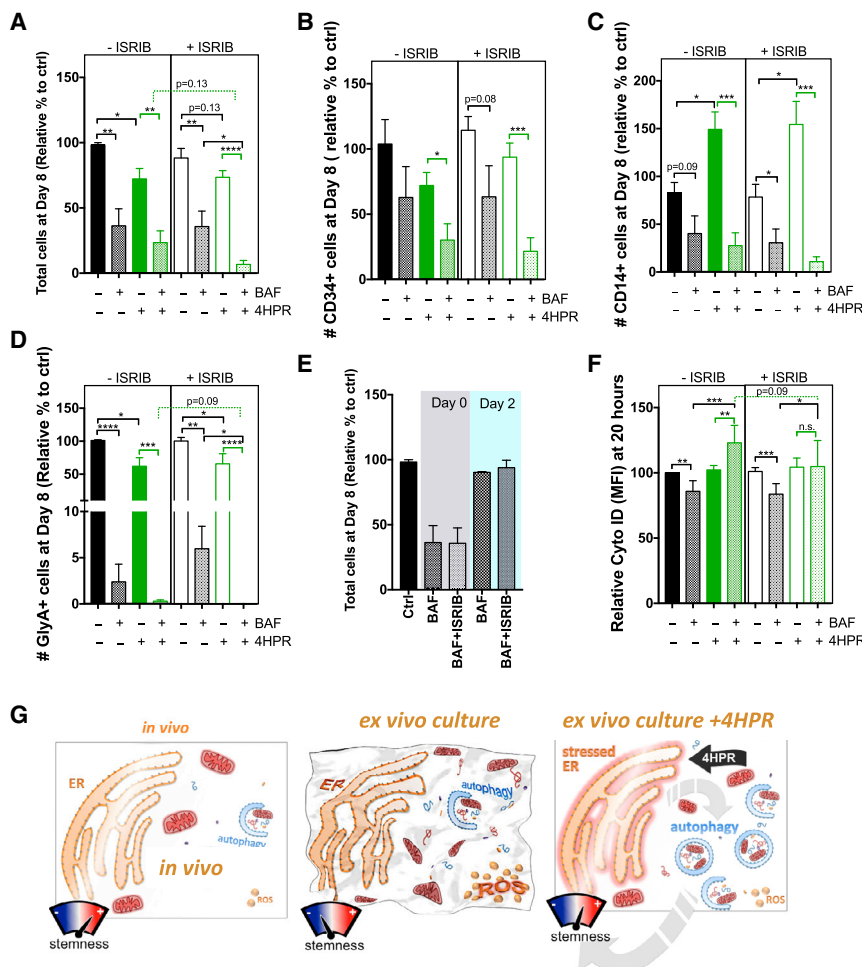 A
- ISRIB
+ ISRIB
Total cells at Day 8 (Relative % to ctrl)
150
100
50
0
**
*
**
p=0.13
p=0.13
**
*
****
– + – + – + – + BAF
– – + + – – + + 4HPR
B
- ISRIB
+ ISRIB
# CD34+ cells at Day 8 ( relative % to ctrl)
150
100
50
0
*
p=0.08
***
– + – + – + – + BAF
– – + + – – + + 4HPR
C
- ISRIB
+ ISRIB
# CD14+ cells at Day 8 (relative % to ctrl)
200
150
100
50
0
p=0.09
*
***
*
*
***
– + – + – + – + BAF
– – + + – – + + 4HPR
D
- ISRIB
+ ISRIB
# GlyA+ cells at Day 8 (Relative % to ctrl)
150
100
50
10
5
0
****
*
***
p=0.09
*
**
*
****
– + – + – + – + BAF
– – + + – – + + 4HPR
E
Total cells at Day 8 (Relative % to ctrl)
150
100
50
0
Day 0
Day 2
Ctrl
BAF
BAF+ISRIB
BAF
BAF+ISRIB
F
- ISRIB
+ ISRIB
Relative Cyto ID (MFI) at 20 hours
150
100
50
0
**
***
**
p=0.09
***
*
n.s.
– + – + – + – + BAF
– – + + – – + + 4HPR
G
in vivo
ER
autophagy
in vivo
ROS
- +
stemness
ex vivo culture
ER
autophagy
ROS
- +
stemness
ex vivo culture +4HPR
stressed
ER
4HPR
autophagy
ROS
- +
stemness